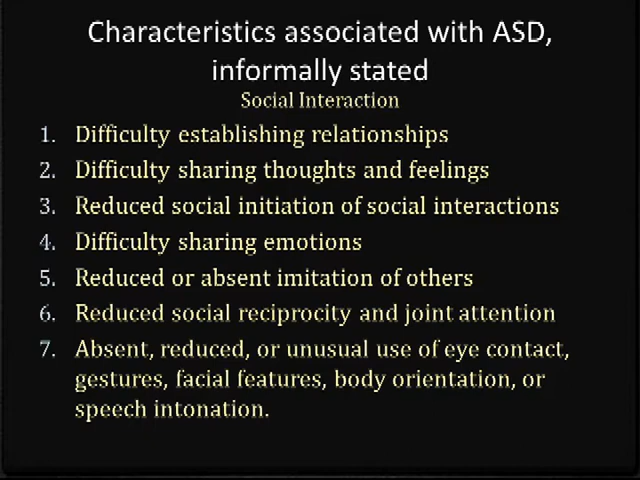 Characteristics associated with ASD,
informally stated
Social Interaction
1. Difficulty establishing relationships
2. Difficulty sharing thoughts and feelings
3. Reduced social initiation of social interactions
4. Difficulty sharing emotions
5. Reduced or absent imitation of others
6. Reduced social reciprocity and joint attention
7. Absent, reduced, or unusual use of eye contact,
gestures, facial features, body orientation, or
speech intonation.